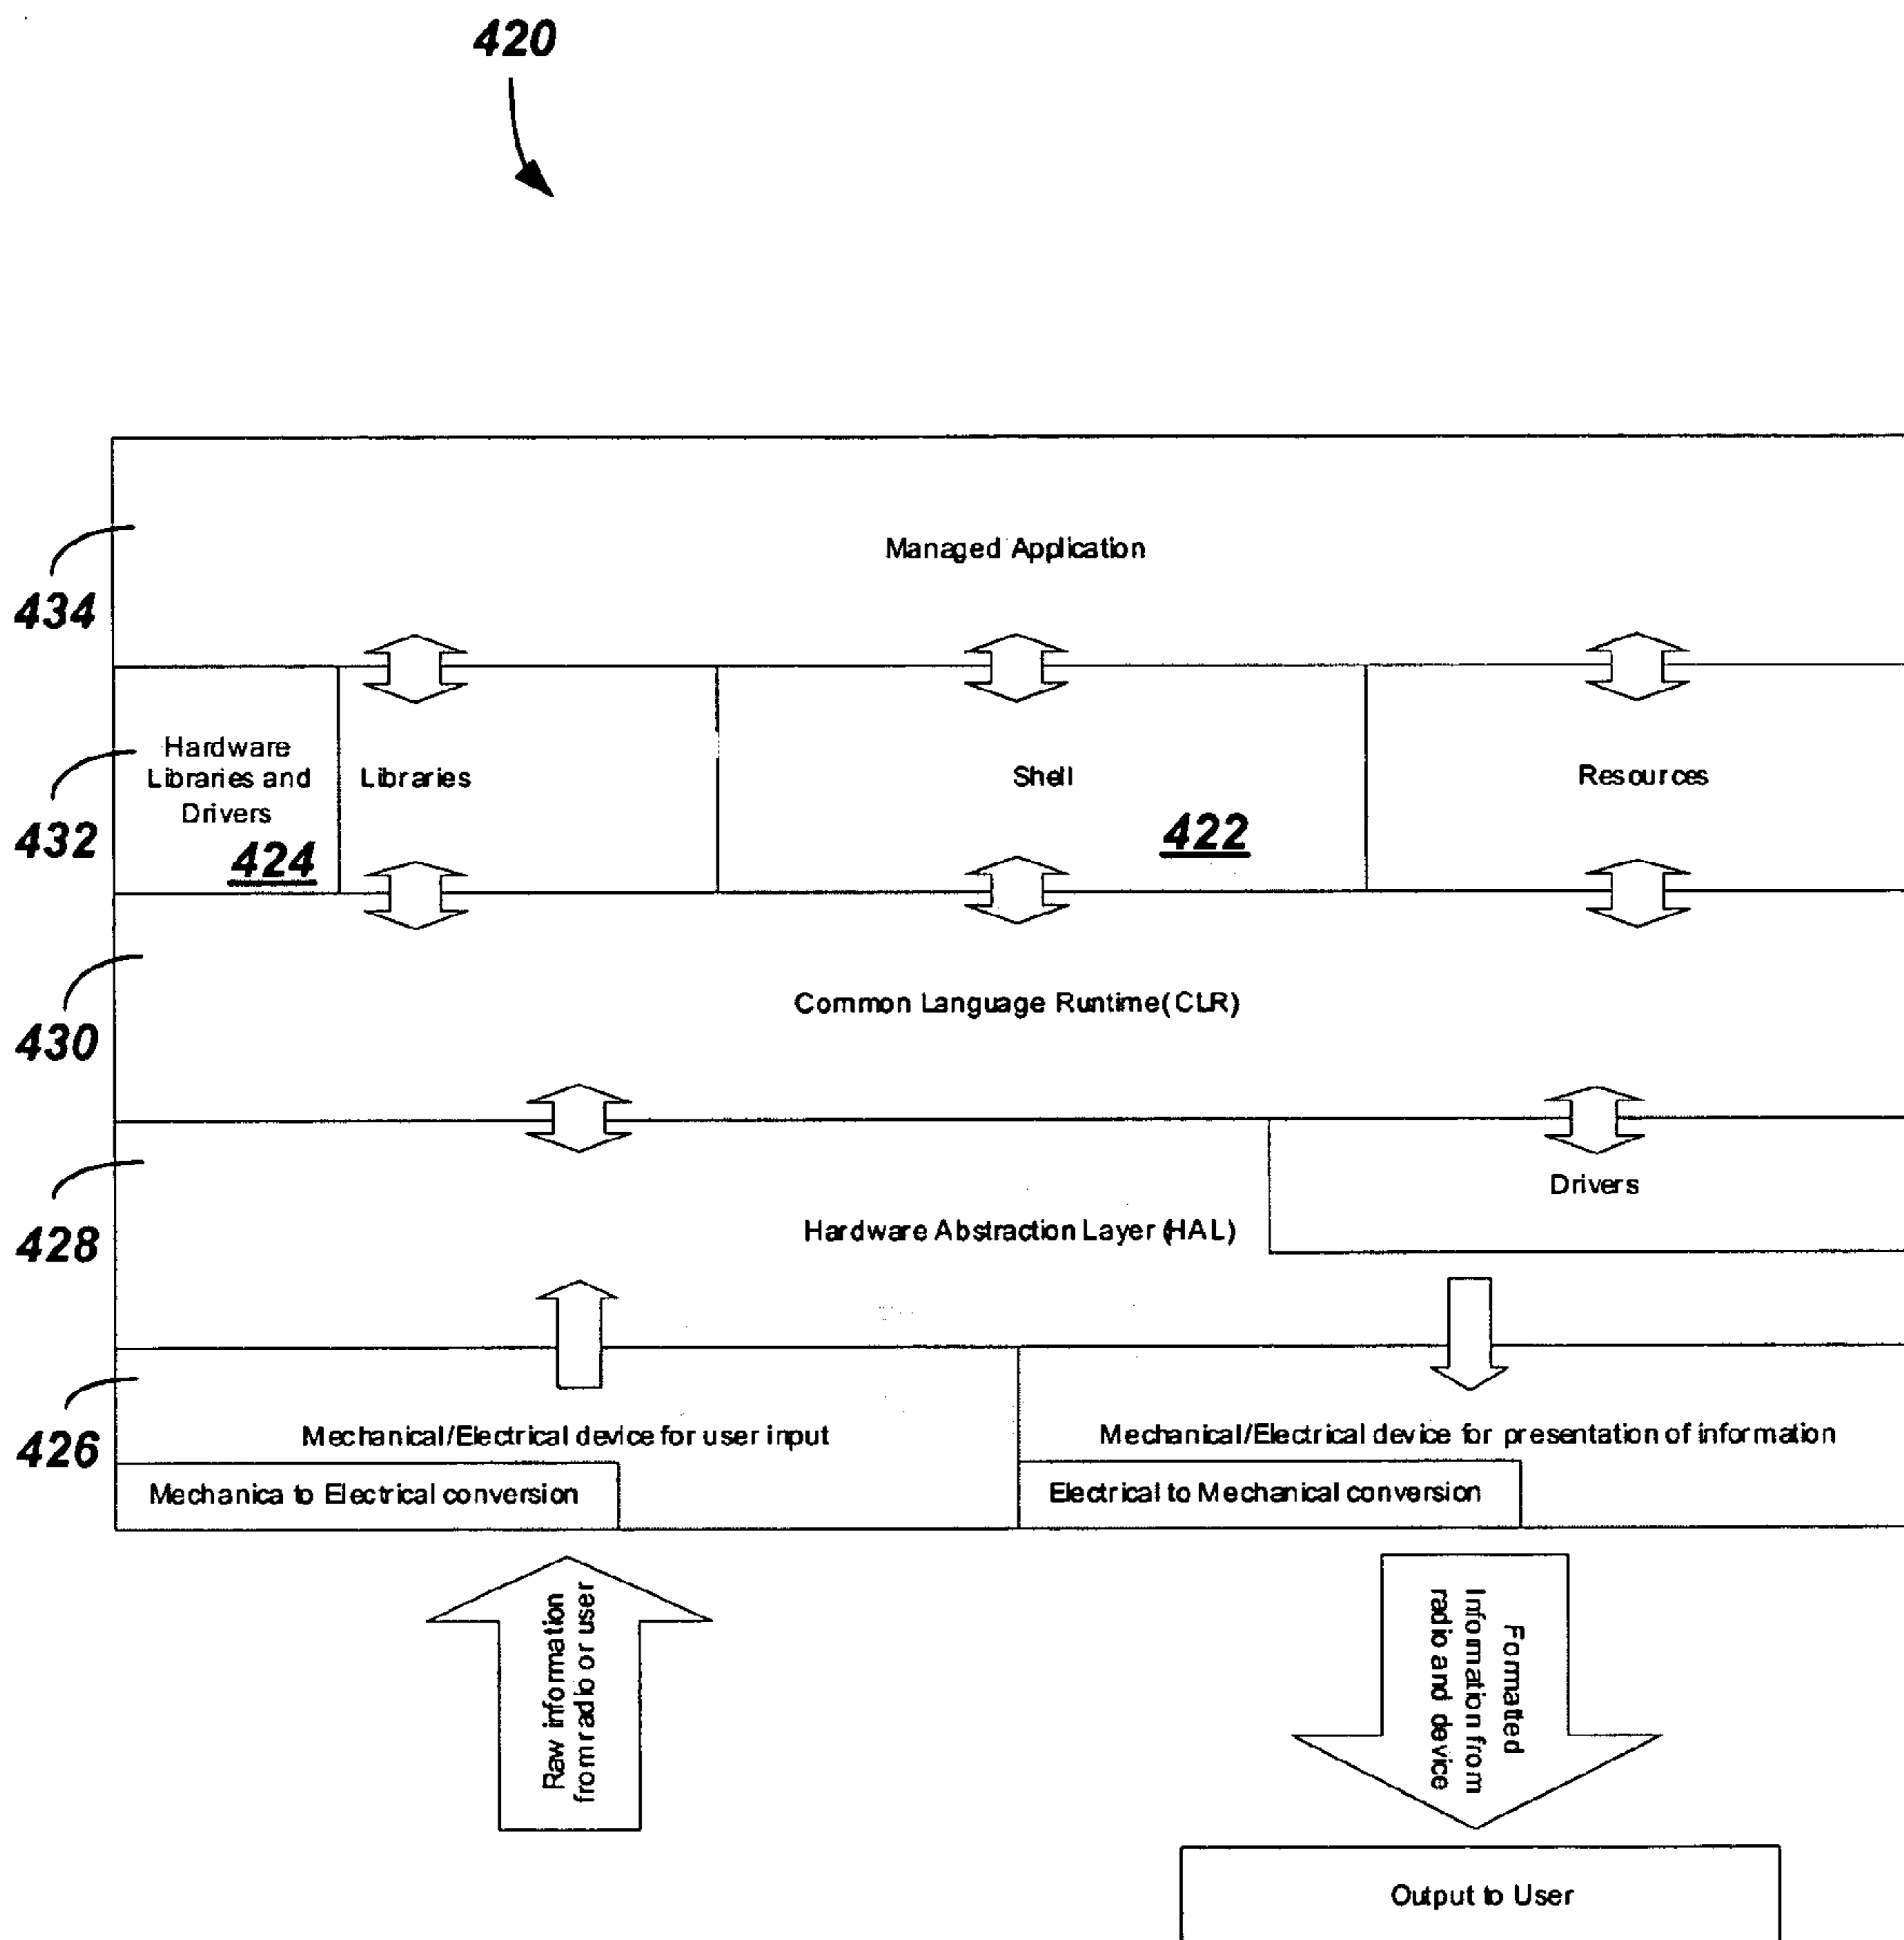 420
Managed Application
434
Hardware
Libraries and
Drivers
424
Libraries
Shell
422
Resources
432
Common Language Runtime(CLR)
430
Drivers
Hardware Abstraction Layer (HAL)
428
Mechanical/Electrical device for user input
Mechanica to Electrical conversion
Mechanical/Electrical device for presentation of information
Electrical to Mechanical conversion
426
Raw information
from radio or user
Formatted
Information from
radio and device
Output to User